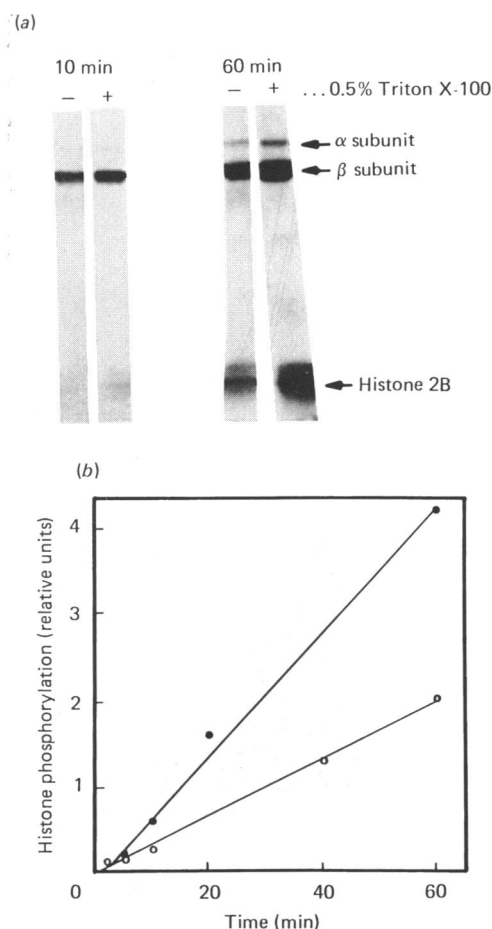 (a)
10 min 60 min
– + – + ...0.5% Triton X-100
α subunit
β subunit
Histone 2B
(b)
Histone phosphorylation (relative units)
4
3
2
1
0 20 40 60
Time (min)